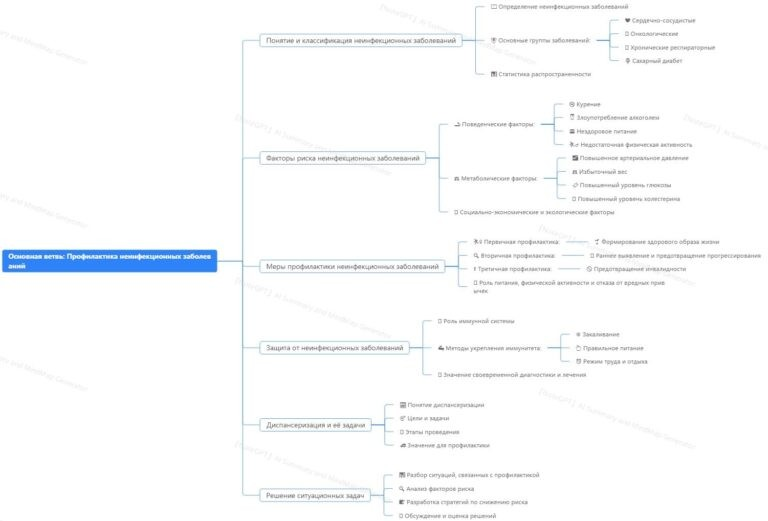 Основная ветвь: Профилактика неинфекционных заболев
аний
Понятие и классификация неинфекционных заболеваний
Определение неинфекционных заболеваний
Основные группы заболеваний:
Сердечно-сосудистые
Онкологические
Хронические респираторные
Сахарный диабет
Статистика распространенности
Факторы риска неинфекционных заболеваний
Поведенческие факторы:
Курение
Злоупотребление алкоголем
Нездоровое питание
Недостаточная физическая активность
Метаболические факторы:
Повышенное артериальное давление
Избыточный вес
Повышенный уровень глюкозы
Повышенный уровень холестерина
Социально-экономические и экологические факторы
Меры профилактики неинфекционных заболеваний
Первичная профилактика:
Формирование здорового образа жизни
Вторичная профилактика:
Раннее выявление и предотвращение прогрессирования
Третичная профилактика:
Предотвращение инвалидности
Роль питания, физической активности и отказа от вредных прив
ычек
Защита от неинфекционных заболеваний
Роль иммунной системы
Методы укрепления иммунитета:
Закаливание
Правильное питание
Режим труда и отдыха
Значение своевременной диагностики и лечения
Диспансеризация и её задачи
Понятие диспансеризации
Цели и задачи
Этапы проведения
Значение для профилактики
Решение ситуационных задач
Разбор ситуаций, связанных с профилактикой
Анализ факторов риска
Разработка стратегий по снижению риска
Обсуждение и оценка решений